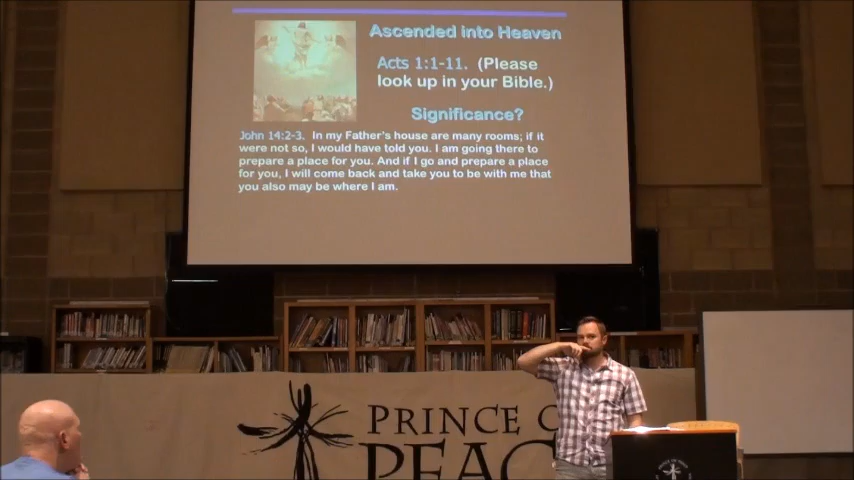 Ascended into Heaven
Acts 1:1-11. (Please
look up in your Bible.)
Significance?
John 14:2-3. In my Father's house are many rooms; if it
were not so, I would have told you. I am going there to
prepare a place for you. And if I go and prepare a place
for you, I will come back and take you to be with me that
you also may be where I am.
PRINCE
PEAC